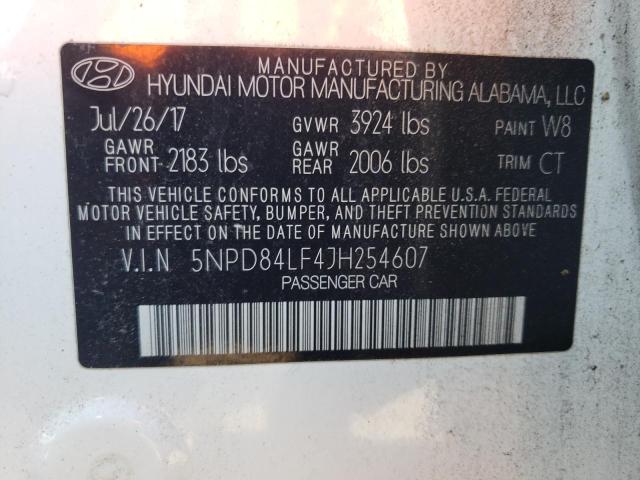 MANUFACTURED BY
HYUNDAI MOTOR MANUFACTURING ALABAMA, LLC
Jul/26/17 GVWR 3924 lbs PAINT W8
GAWR FRONT 2183 lbs GAWR REAR 2006 lbs TRIM CT
THIS VEHICLE CONFORMS TO ALL APPLICABLE U.S.A. FEDERAL
MOTOR VEHICLE SAFETY, BUMPER, AND THEFT PREVENTION STANDARDS
IN EFFECT ON THE DATE OF MANUFACTURE SHOWN ABOVE.
V.I.N 5NPD84LF4JH254607
PASSENGER CAR